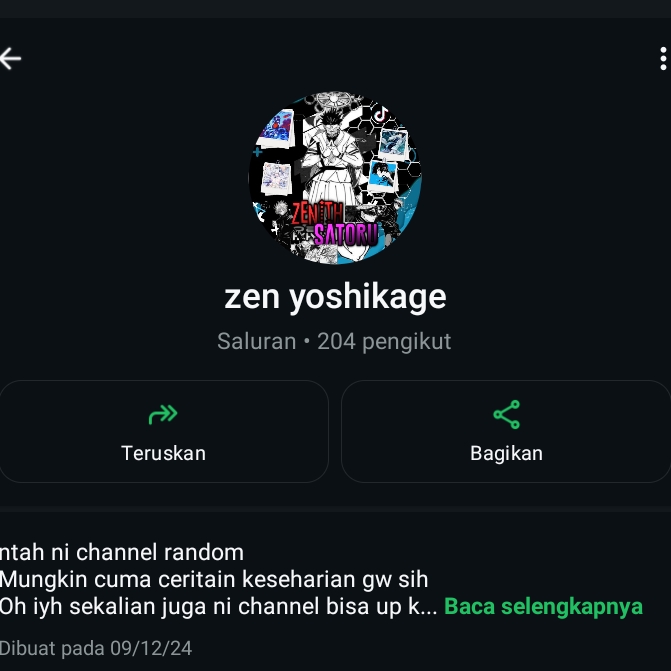 ZENITH
SATORU
zen yoshikage
Saluran • 204 pengikut
Teruskan
Bagikan
ntah ni channel random
Mungkin cuma ceritain keseharian gw sih
Oh iyh sekalian juga ni channel bisa up k... Baca selengkapnya
Dibuat pada 09/12/24